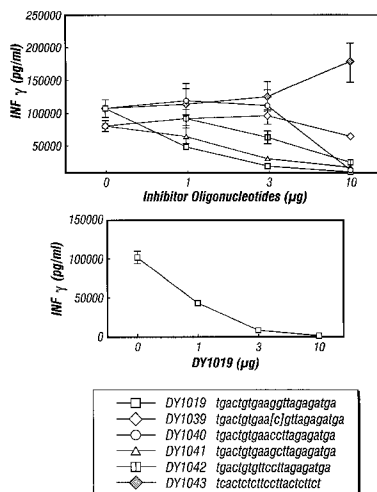 250000
200000
150000
100000
50000
INF γ (pg/ml)
0 1 3 10
Inhibitor Oligonucleotides (µg)
150000
100000
50000
0
INF γ (pg/ml)
0 1 3 10
DY1019 (µg)
DY1019 tgactgtgaaggttagagatga
DY1039 tgactgtgaa[c]gttagagatga
DY1040 tgactgtgaaccttagagatga
DY1041 tgactgtgaagcttagagatga
DY1042 tgactgtgttccttagagatga
DY1043 tcactctcttccttactcttct